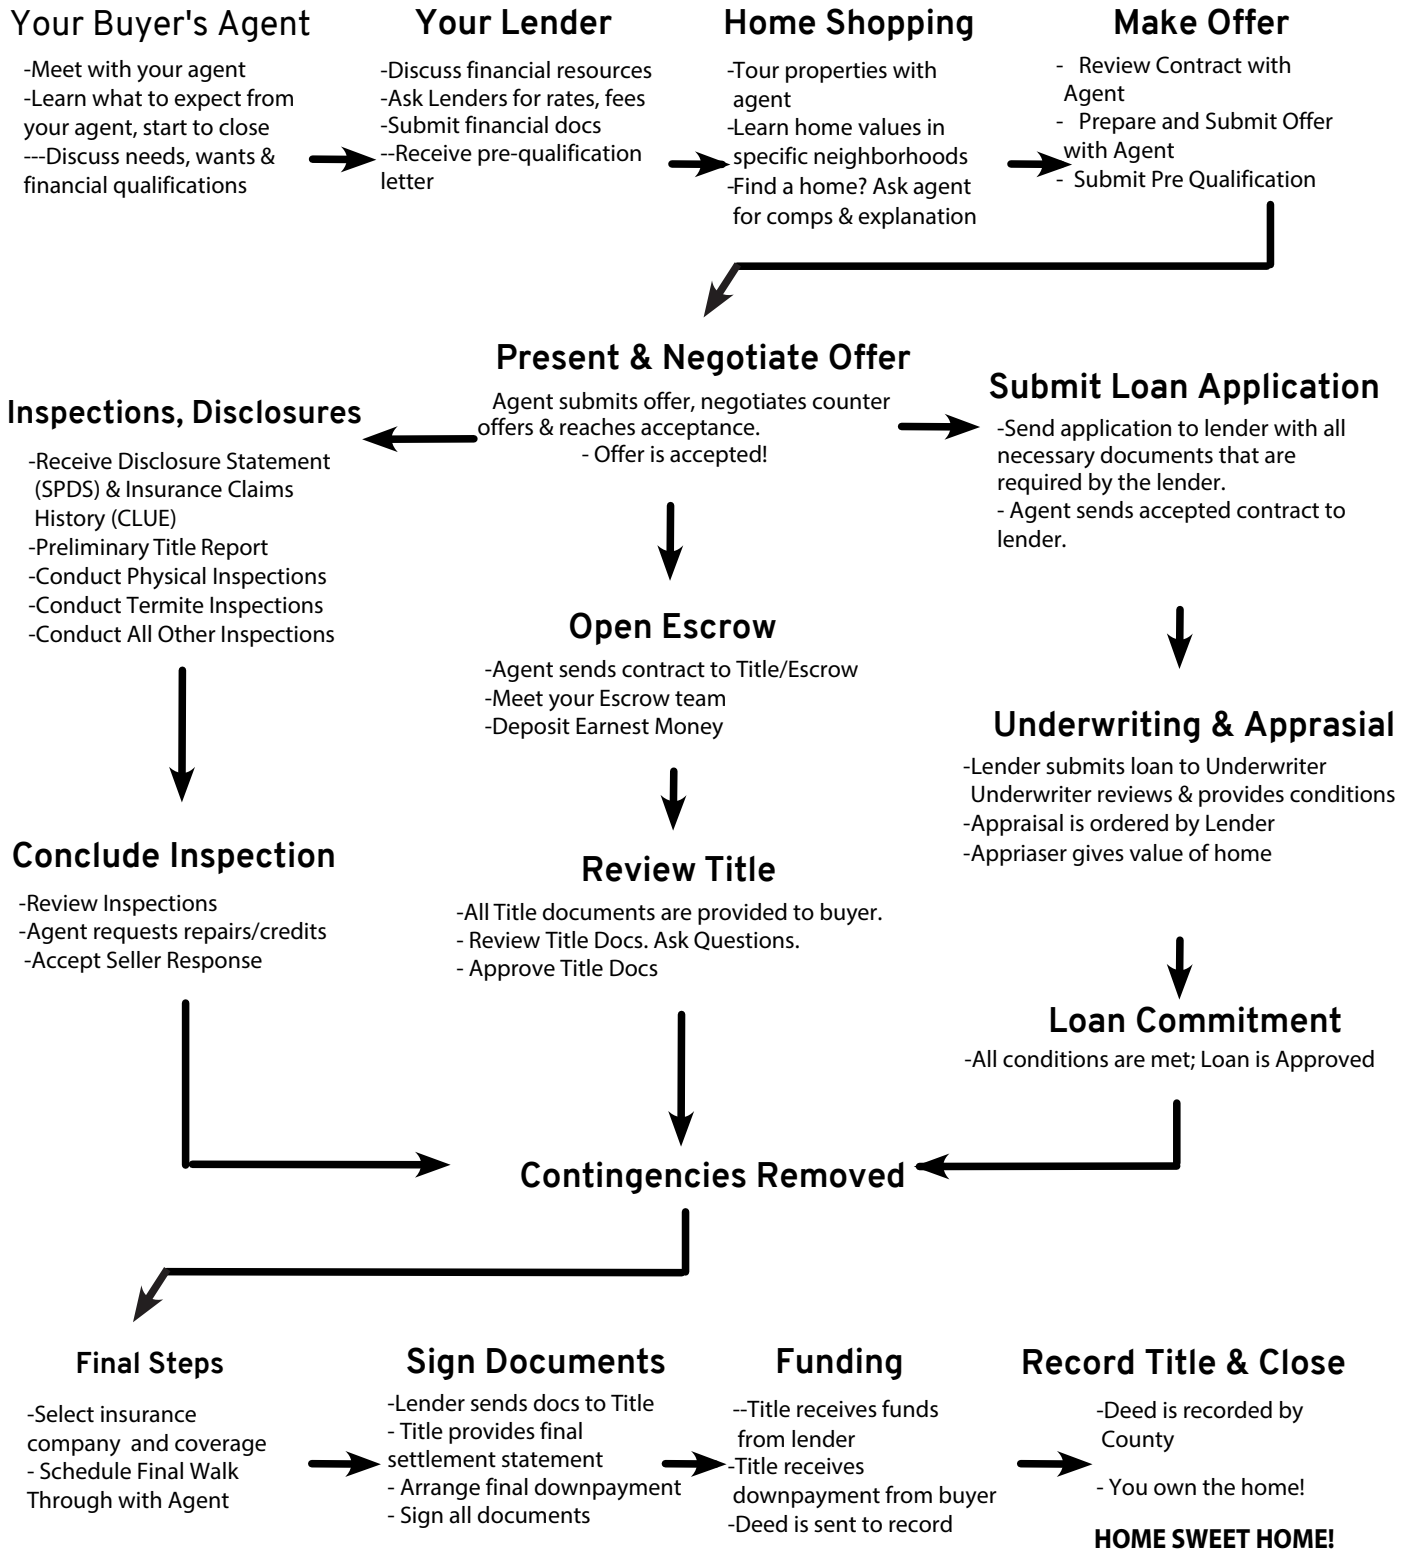 Your Buyer's Agent
-Meet with your agent
-Learn what to expect from
your agent, start to close
---Discuss needs, wants &
financial qualifications
Your Lender
-Discuss financial resources
-Ask Lenders for rates, fees
-Submit financial docs
--Receive pre-qualification
letter
Home Shopping
-Tour properties with
agent
-Learn home values in
specific neighborhoods
-Find a home? Ask agent
for comps & explanation
Make Offer
- Review Contract with
Agent
- Prepare and Submit Offer
with Agent
- Submit Pre Qualification
Present & Negotiate Offer
Agent submits offer, negotiates counter
offers & reaches acceptance.
- Offer is accepted!
Inspections, Disclosures
-Receive Disclosure Statement
(SPDS) & Insurance Claims
History (CLUE)
-Preliminary Title Report
-Conduct Physical Inspections
-Conduct Termite Inspections
-Conduct All Other Inspections
Submit Loan Application
-Send application to lender with all
necessary documents that are
required by the lender.
- Agent sends accepted contract to
lender.
Open Escrow
-Agent sends contract to Title/Escrow
-Meet your Escrow team
-Deposit Earnest Money
Underwriting & Apprasial
-Lender submits loan to Underwriter
Underwriter reviews & provides conditions
-Appraisal is ordered by Lender
-Appriaser gives value of home
Conclude Inspection
-Review Inspections
-Agent requests repairs/credits
-Accept Seller Response
Review Title
-All Title documents are provided to buyer.
- Review Title Docs. Ask Questions.
- Approve Title Docs
Loan Commitment
-All conditions are met; Loan is Approved
Contingencies Removed
Final Steps
-Select insurance
company and coverage
- Schedule Final Walk
Through with Agent
Sign Documents
-Lender sends docs to Title
- Title provides final
settlement statement
- Arrange final downpayment
- Sign all documents
Funding
--Title receives funds
from lender
-Title receives
downpayment from buyer
-Deed is sent to record
Record Title & Close
-Deed is recorded by
County
- You own the home!
HOME SWEET HOME!